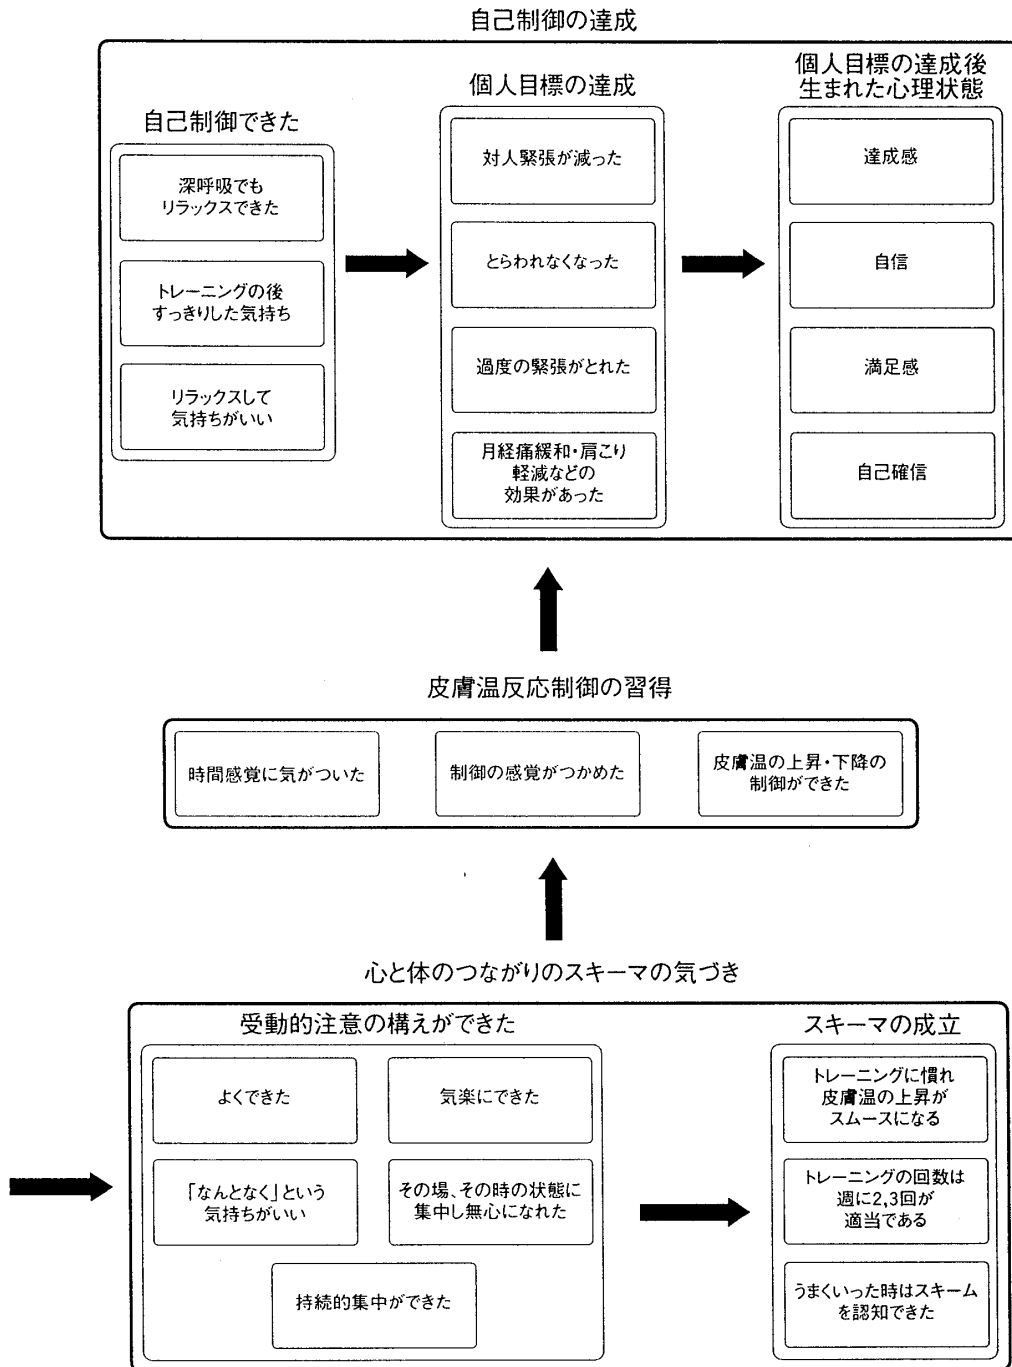 自己制御の達成
自己制御できた
深呼吸でも
リラックスできた
トレーニングの後
すっきりした気持ち
リラックスして
気持ちがいい
個人目標の達成
対人緊張が減った
とらわれなくなった
過度の緊張がとれた
月経痛緩和・肩こり
軽減などの
効果があった
個人目標の達成後
生まれた心理状態
達成感
自信
満足感
自己確信
皮膚温反応制御の習得
時間感覚に気がついた
制御の感覚がつかめた
皮膚温の上昇・下降の
制御ができた
心と体のつながりのスキーマの気づき
受動的注意の構えができた
よくできた
気楽にできた
「なんとなく」という
気持ちがいい
その場、その時の状態に
集中し無心になれた
持続的集中ができた
スキーマの成立
トレーニングに慣れ
皮膚温の上昇が
スムースになる
トレーニングの回数は
週に2,3回が
適当である
うまくいった時はスキーム
を認知できた